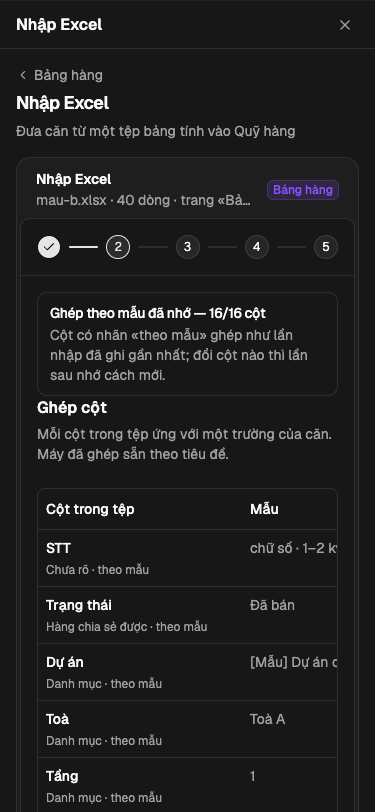 Nhập Excel
Bảng hàng
Nhập Excel
Đưa căn từ một tệp bảng tính vào Quỹ hàng
Nhập Excel
mau-b.xlsx · 40 dòng · trang «Bả...
Bảng hàng
2 3 4 5
Ghép theo mẫu đã nhớ — 16/16 cột
Cột có nhãn «theo mẫu» ghép như lần
nhập đã ghi gần nhất; đổi cột nào thì lần
sau nhớ cách mới.
Ghép cột
Mỗi cột trong tệp ứng với một trường của căn.
Máy đã ghép sẵn theo tiêu đề.
Cột trong tệp Mẫu
STT chữ số · 1–2 k
Chưa rõ · theo mẫu
Trạng thái Đã bán
Hàng chia sẻ được · theo mẫu
Dự án [Mẫu] Dự án
Danh mục · theo mẫu
Toà Toà A
Danh mục · theo mẫu
Tầng 1
Danh mục · theo mẫu